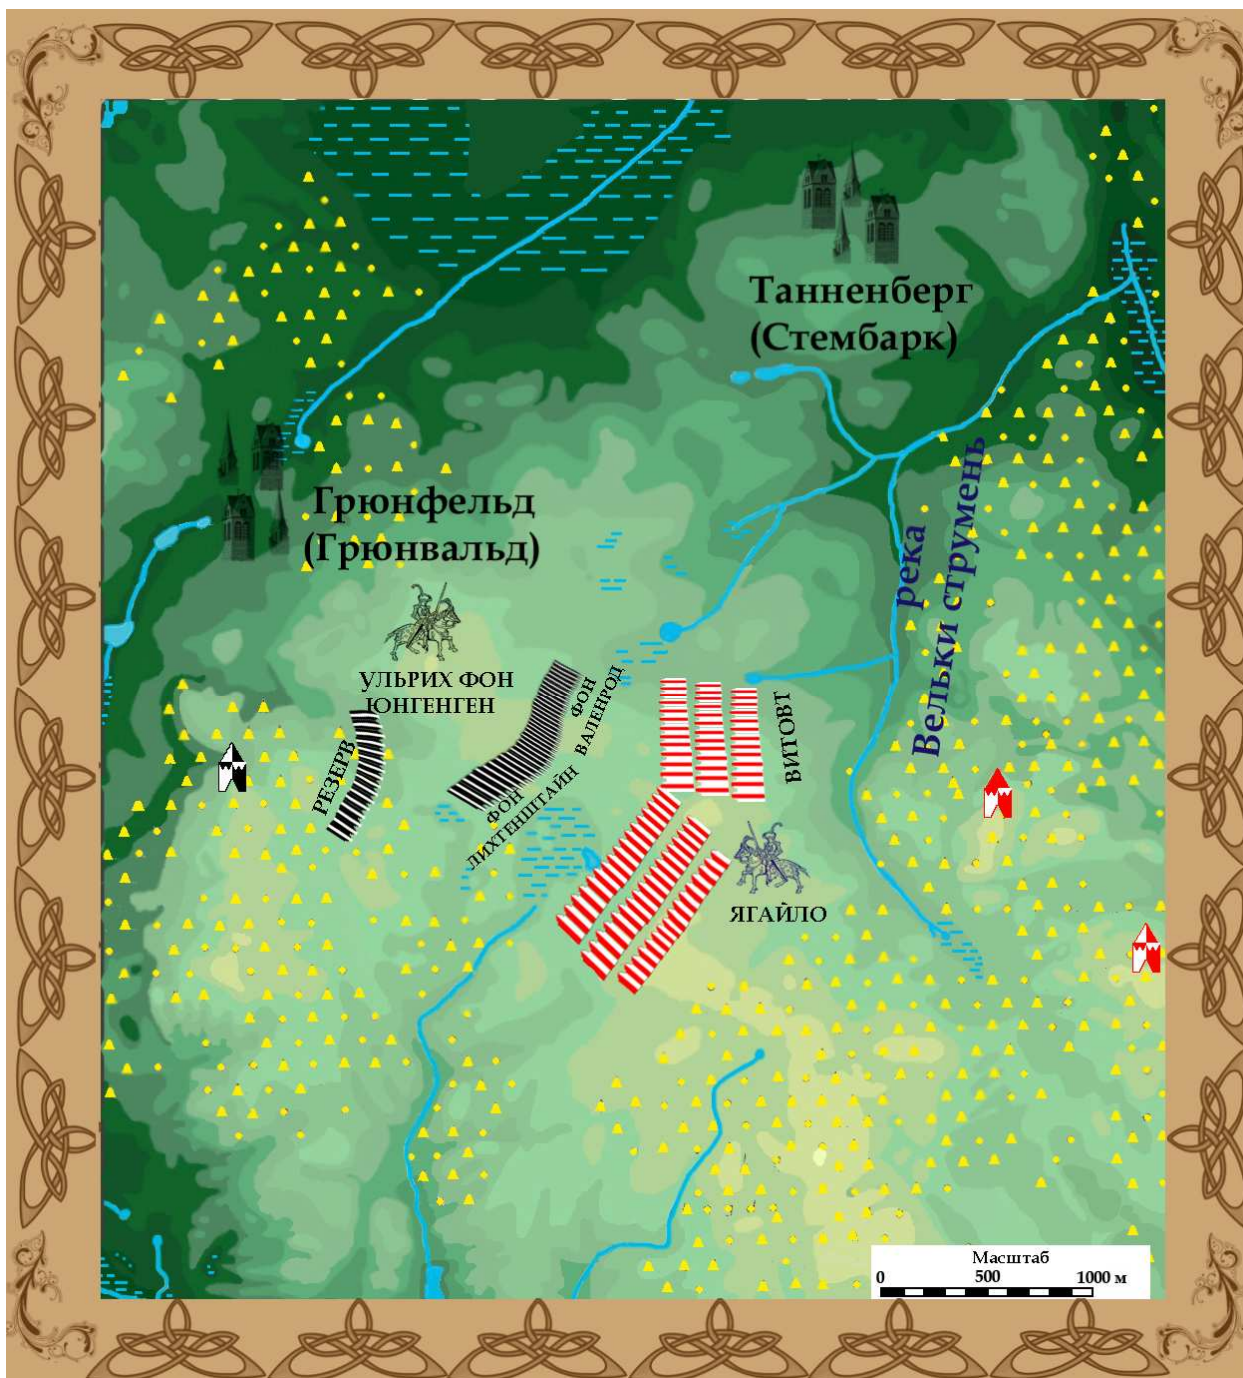 Танненберг
(Стембарк)
Грюнфельд
(Грюнвальд)
река
Вельки струмень
УЛЬРИХ ФОН
ЮНГЕНГЕН
РЕЗЕРВ
ФОН
ВАЛЕНРОД
ФОН
ЛИХТЕНШТАЙН
ВИТОВТ
ЯГАЙЛО
Масштаб
0 500 1000 м